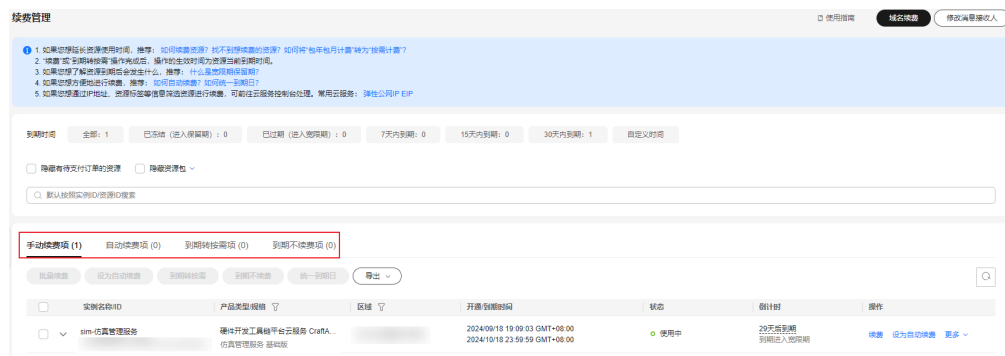 续费管理
使用指南 域名续费 修改消息接收人
1. 如果您想延长资源使用时间，推荐： 如何续费资源？找不到想续费的资源？如何将“包年包月计费”转为“按需计费”？
2. “续费”或“到期转按需”操作完成后，操作的生效时间为资源当前到期时间。
3. 如果您想了解资源到期后会发生什么，推荐： 什么是宽限期保留期？
4. 如果您想方便地进行续费，推荐： 如何自动续费？如何统一到期日？
5. 如果您想通过IP地址、资源标签等信息筛选资源进行续费，可前往云服务控制台处理。常用云服务： 弹性公网IP EIP
到期时间 全部：1 已冻结（进入保留期）：0 已过期（进入宽限期）：0 7天内到期：0 15天内到期：0 30天内到期：1 自定义时间
隐藏有待支付订单的资源 隐藏资源包
默认按照实例ID/资源ID搜索
手动续费项 (1) 自动续费项 (0) 到期转按需项 (0) 到期不续费项 (0)
批量续费 设为自动续费 到期转按需 到期不续费 统一到期日 导出
实例名称/ID 产品类型/规格 区域 开通/到期时间 状态 倒计时 操作
sim-仿真管理服务 硬件开发工具链平台云服务 CraftA... 2024/09/18 19:09:03 GMT+08:00 使用中 29天后到期 续费 设为自动续费 更多
仿真管理服务 基础版 2024/10/18 23:59:59 GMT+08:00 到期进入宽限期